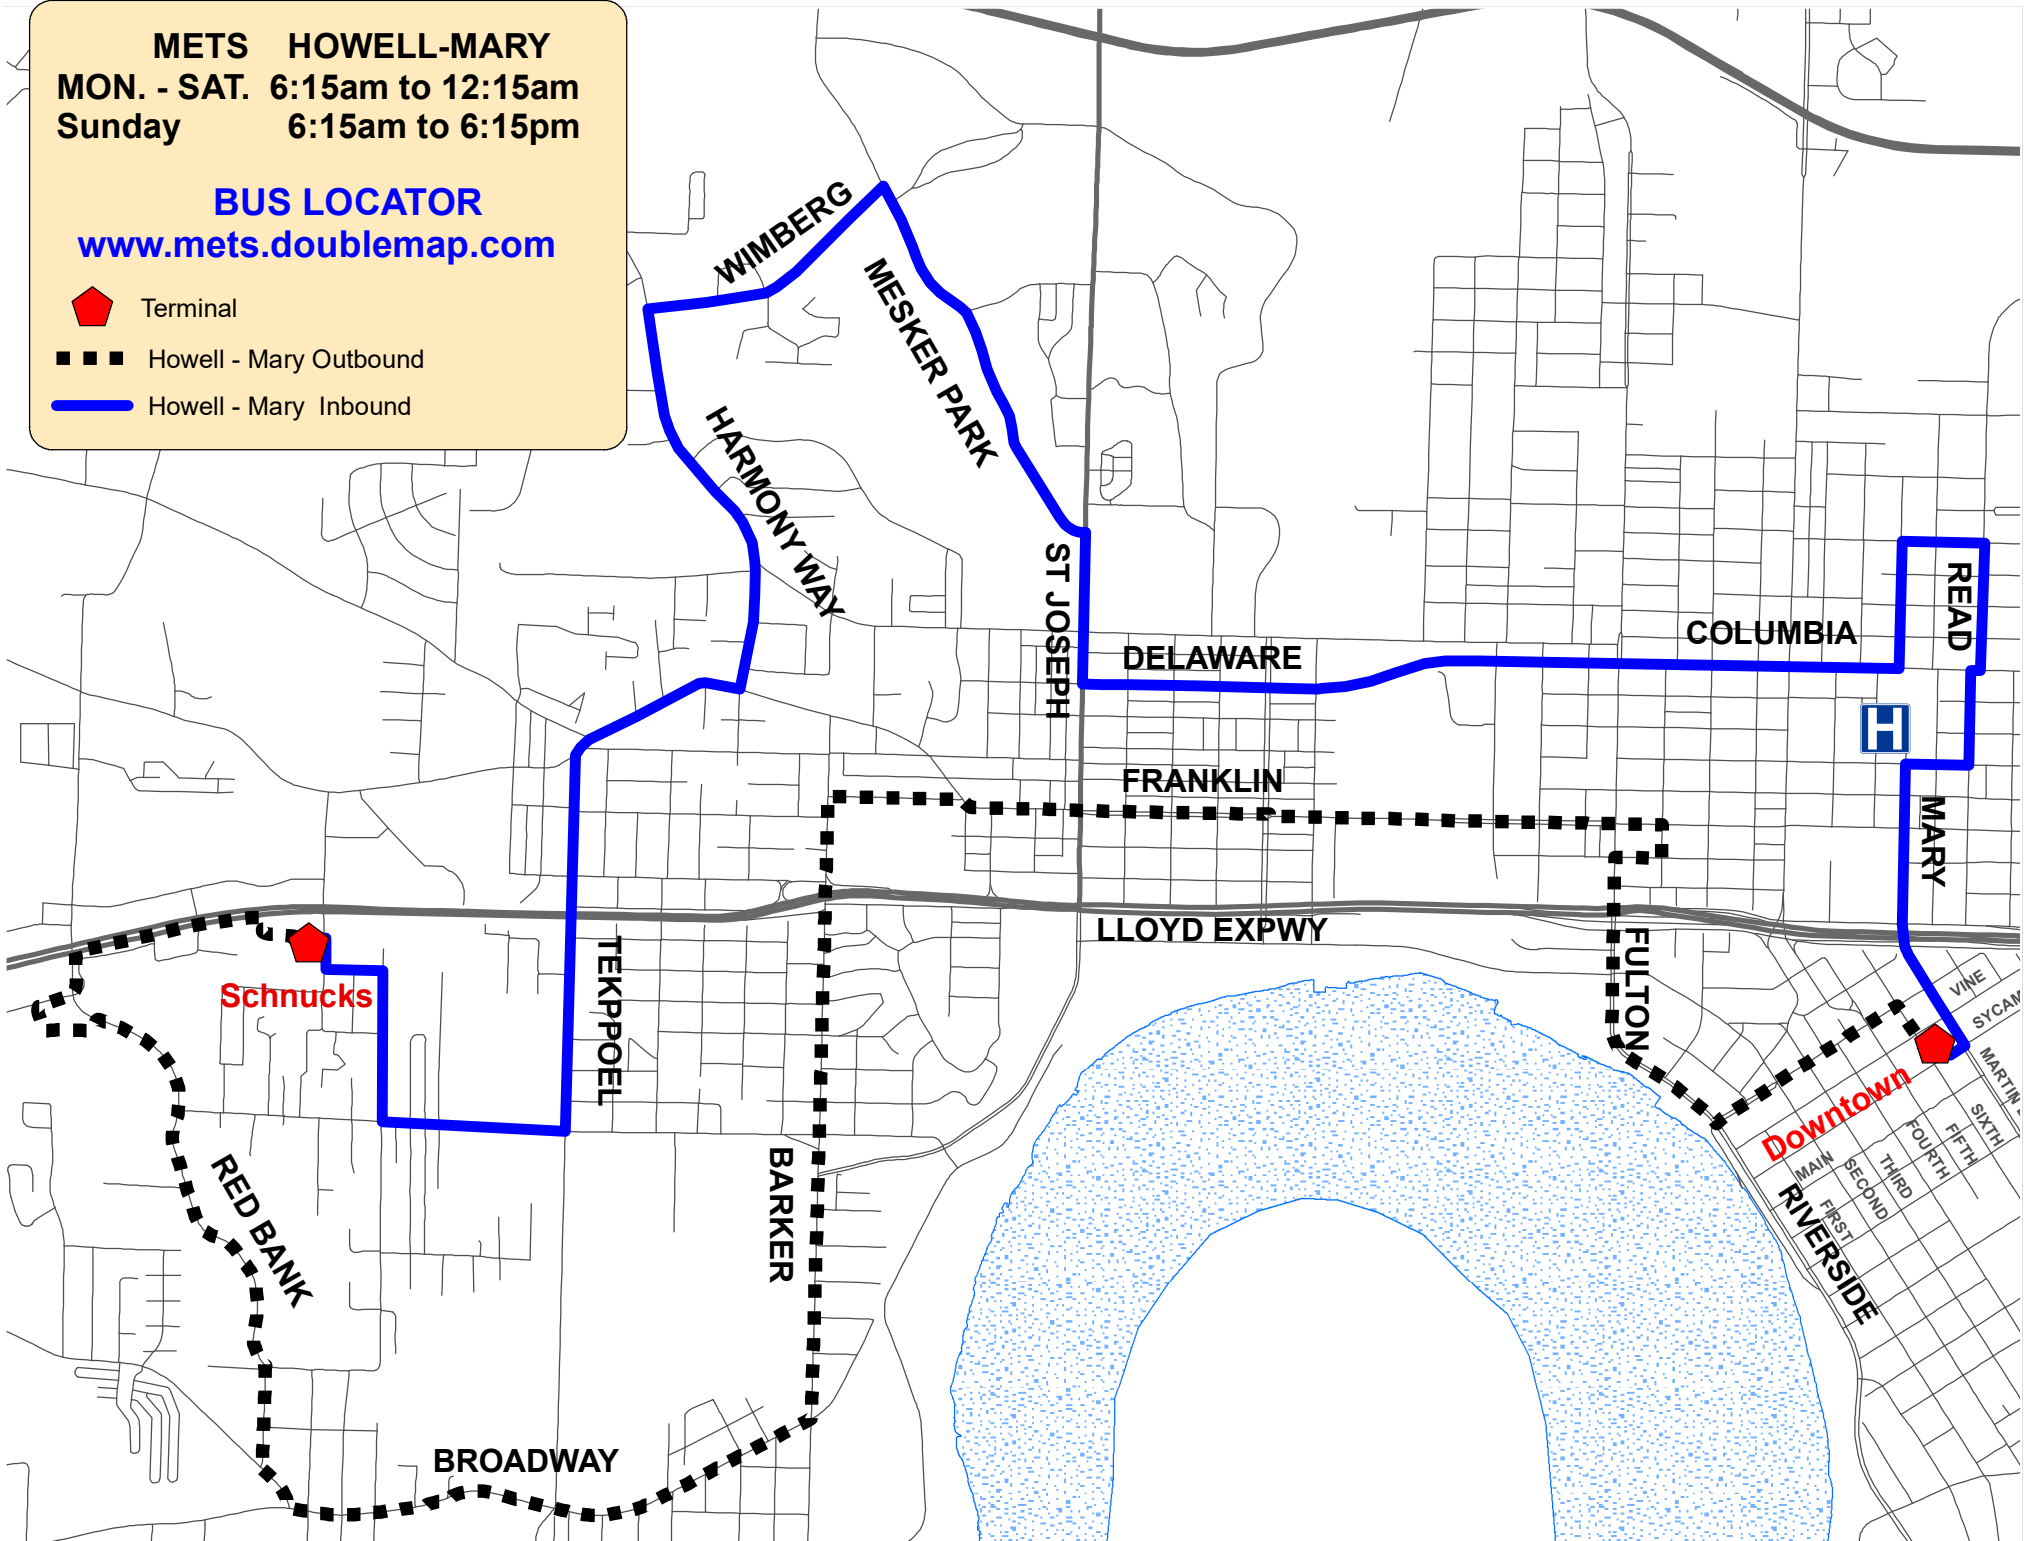 METS HOWELL-MARY
MON. - SAT. 6:15am to 12:15am
Sunday 6:15am to 6:15pm
BUS LOCATOR
www.mets.doublemap.com
Terminal
Howell - Mary Outbound
Howell - Mary Inbound
WIMBERG
MESKER PARK
HARMONY WAY
ST JOSEPH
DELAWARE
COLUMBIA
READ
H
FRANKLIN
MARY
LLOYD EXPWY
TEKPPOEL
FULTON
Schnucks
VINE
SYCAM
MARTIN
Downtown
SIXTH
FIFTH
FOURTH
THIRD
SECOND
FIRST
MAIN
RIVERSIDE
BARKER
RED BANK
BROADWAY